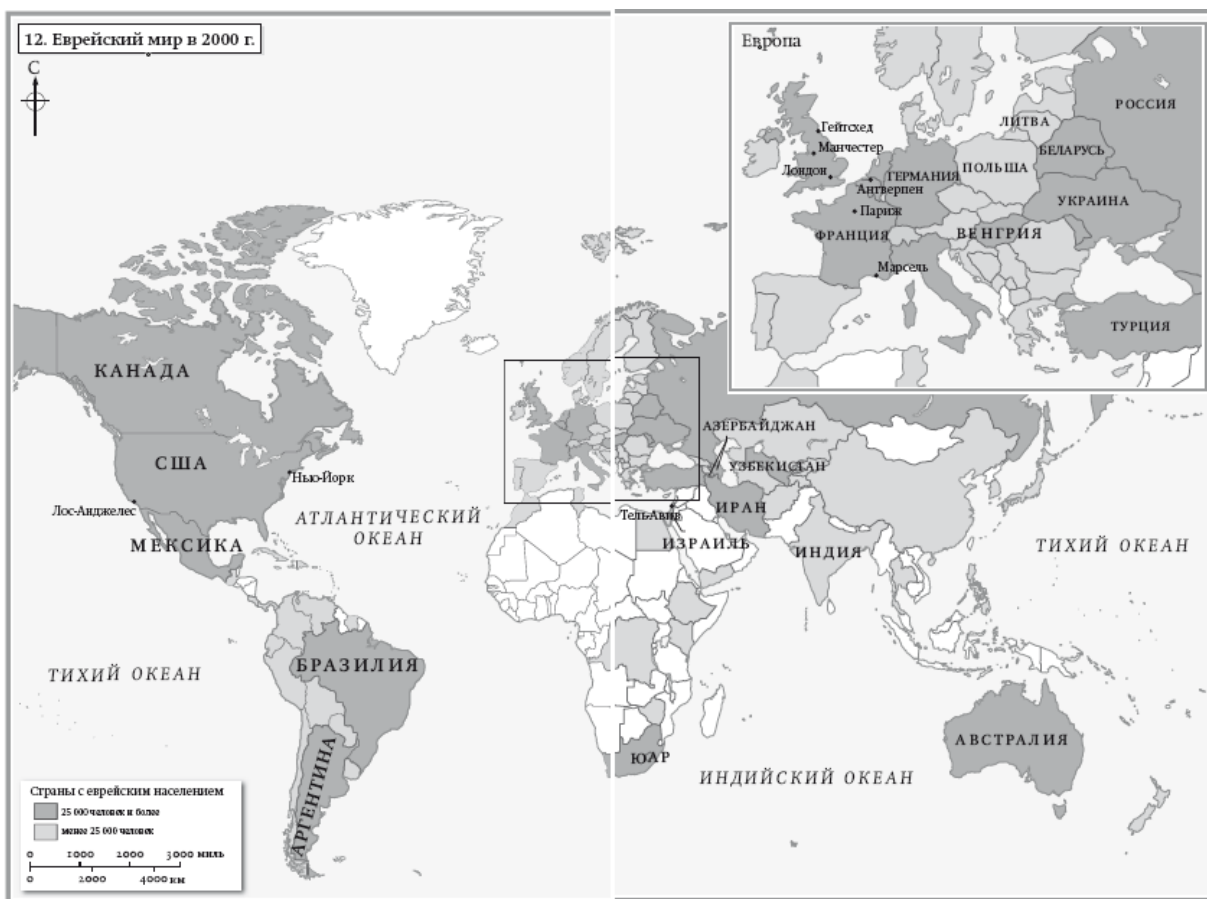 12. Еврейский мир в 2000 г.
С
Европа
РОССИЯ
ЛИТВА
Гейтсхед
БЕЛАРУСЬ
Манчестер
ПОЛЬША
Лондон
ГЕРМАНИЯ
Антверпен
УКРАИНА
Париж
ФРАНЦИЯ
ВЕНГРИЯ
Марсель
ТУРЦИЯ
КАНАДА
США
Нью-Йорк
Лос-Анджелес
МЕКСИКА
АТЛАНТИЧЕСКИЙ
ОКЕАН
АЗЕРБАЙДЖАН
УЗБЕКИСТАН
ИРАН
Тель-Авив
ИЗРАИЛЬ
ИНДИЯ
ТИХИЙ ОКЕАН
ТИХИЙ ОКЕАН
БРАЗИЛИЯ
АРГЕНТИНА
ЮАР
ИНДИЙСКИЙ ОКЕАН
АВСТРАЛИЯ
Страны с еврейским населением
25 000 человек и более
менее 25 000 человек
0 1000 2000 3000 миль
0 2000 4000 км